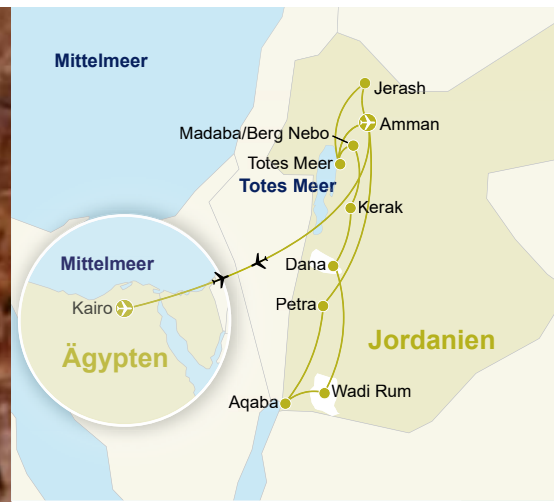 Mittelmeer
Jerash
Amman
Madaba/Berg Nebo
Totes Meer
Totes Meer
Kerak
Mittelmeer
Dana
Kairo
Petra
Jordanien
Ägypten
Wadi Rum
Aqaba